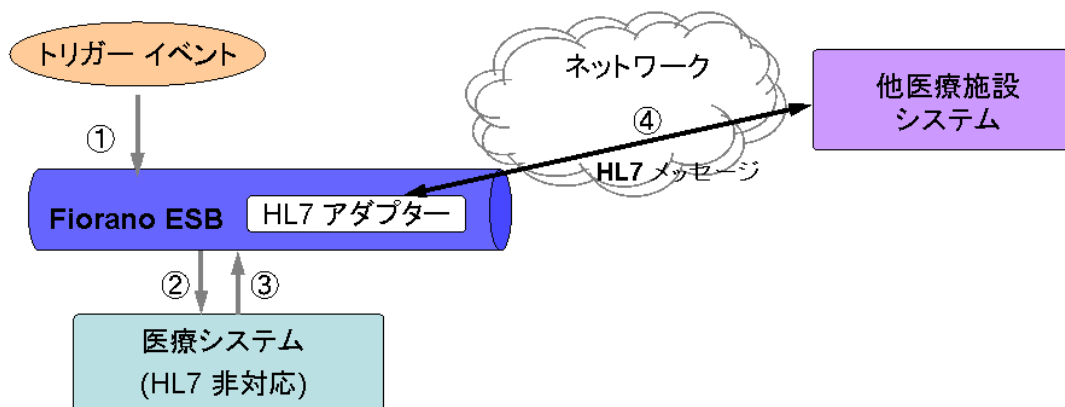 トリガー イベント
①
ネットワーク
④
HL7 メッセージ
他医療施設
システム
Fiorano ESB
HL7 アダプター
②
③
医療システム
(HL7 非対応)